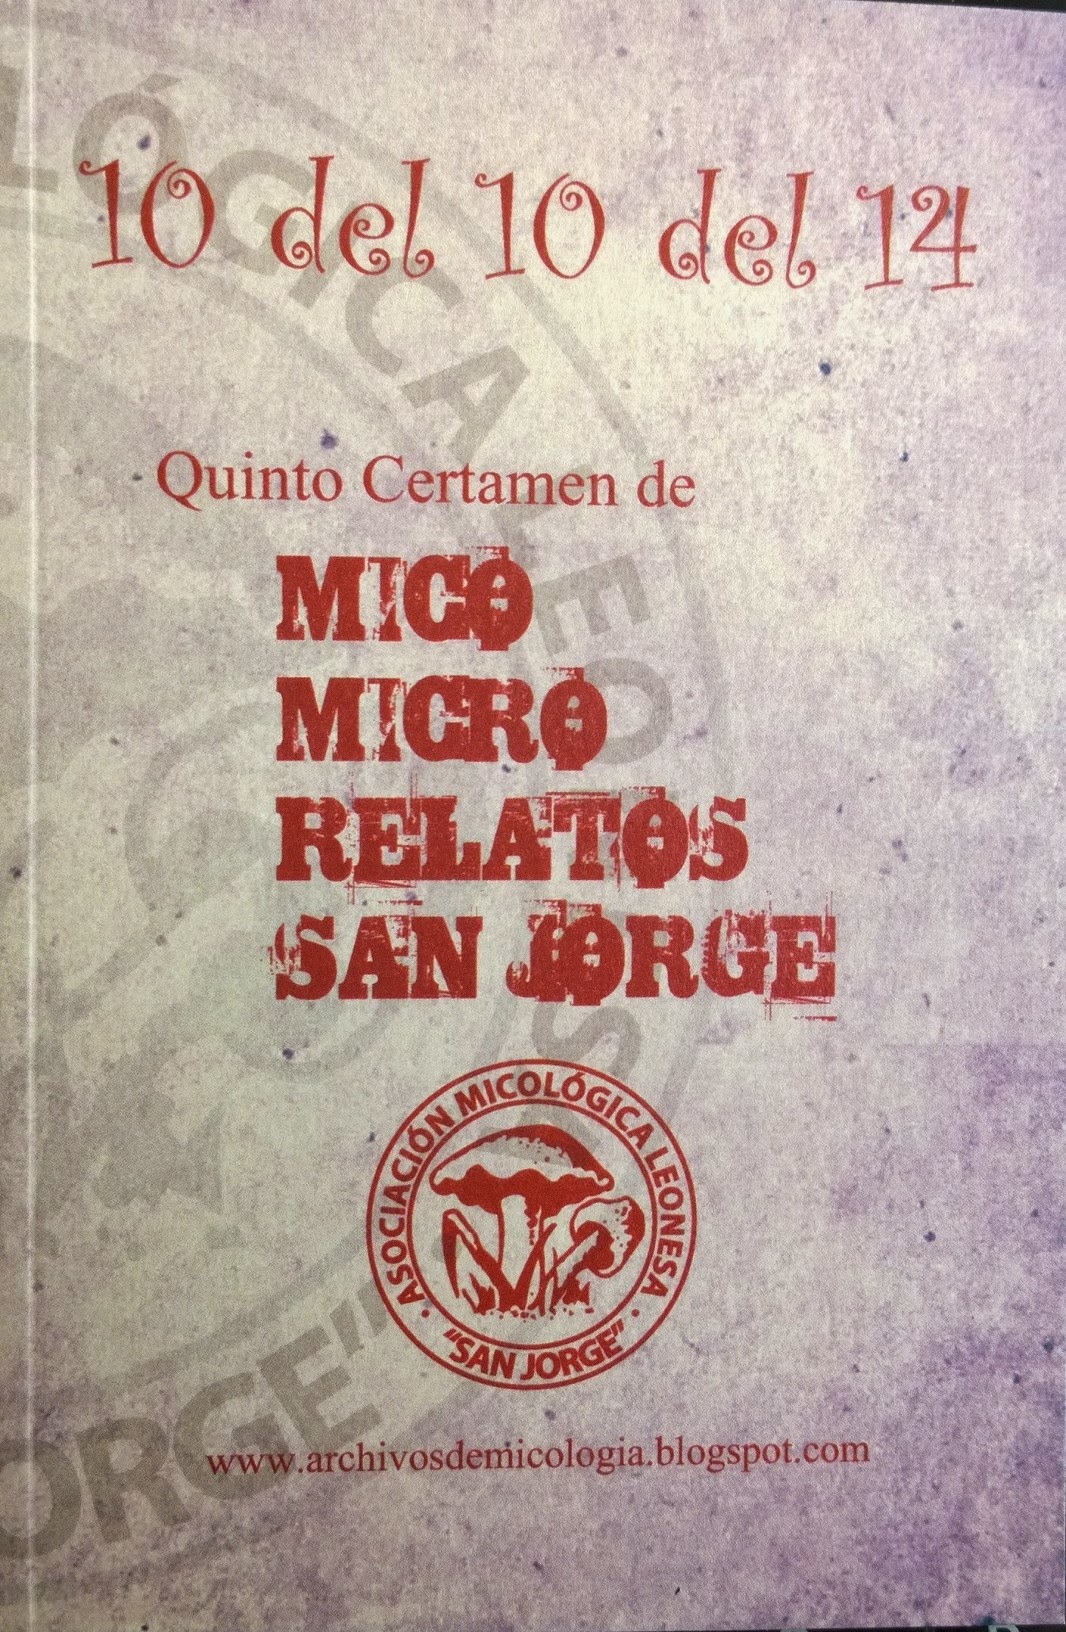 10 del 10 del 14
Quinto Certamen de
MICO
MICRO
RELATOS
SAN JORGE
ASOCIACIÓN MICOLÓGICA LEONESA
"SAN JORGE"
www.archivosdemicologia.blogspot.com